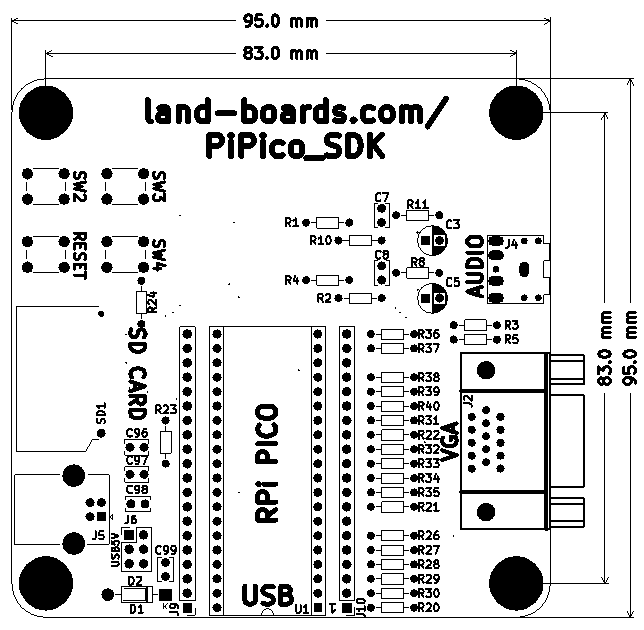 95.0 mm
83.0 mm
land-boards.com/
PiPico_SDK
SW2
SW3
C7
R11
R1
C3
R10
RESET
SW4
AUDIO
J4
C8
R8
R4
C5
R2
R24
83.0 mm
95.0 mm
R3
R5
SD CARD
R36
R37
R38
R39
R40
R31
R22
R32
R33
R34
R35
R21
SD1
R23
C96
C97
C98
RPi PICO
J2
VGA
J5
J6
USB5V
C99
R26
R27
R28
R29
R30
R20
D2
D1
K
J9
USB
U1
1
J10